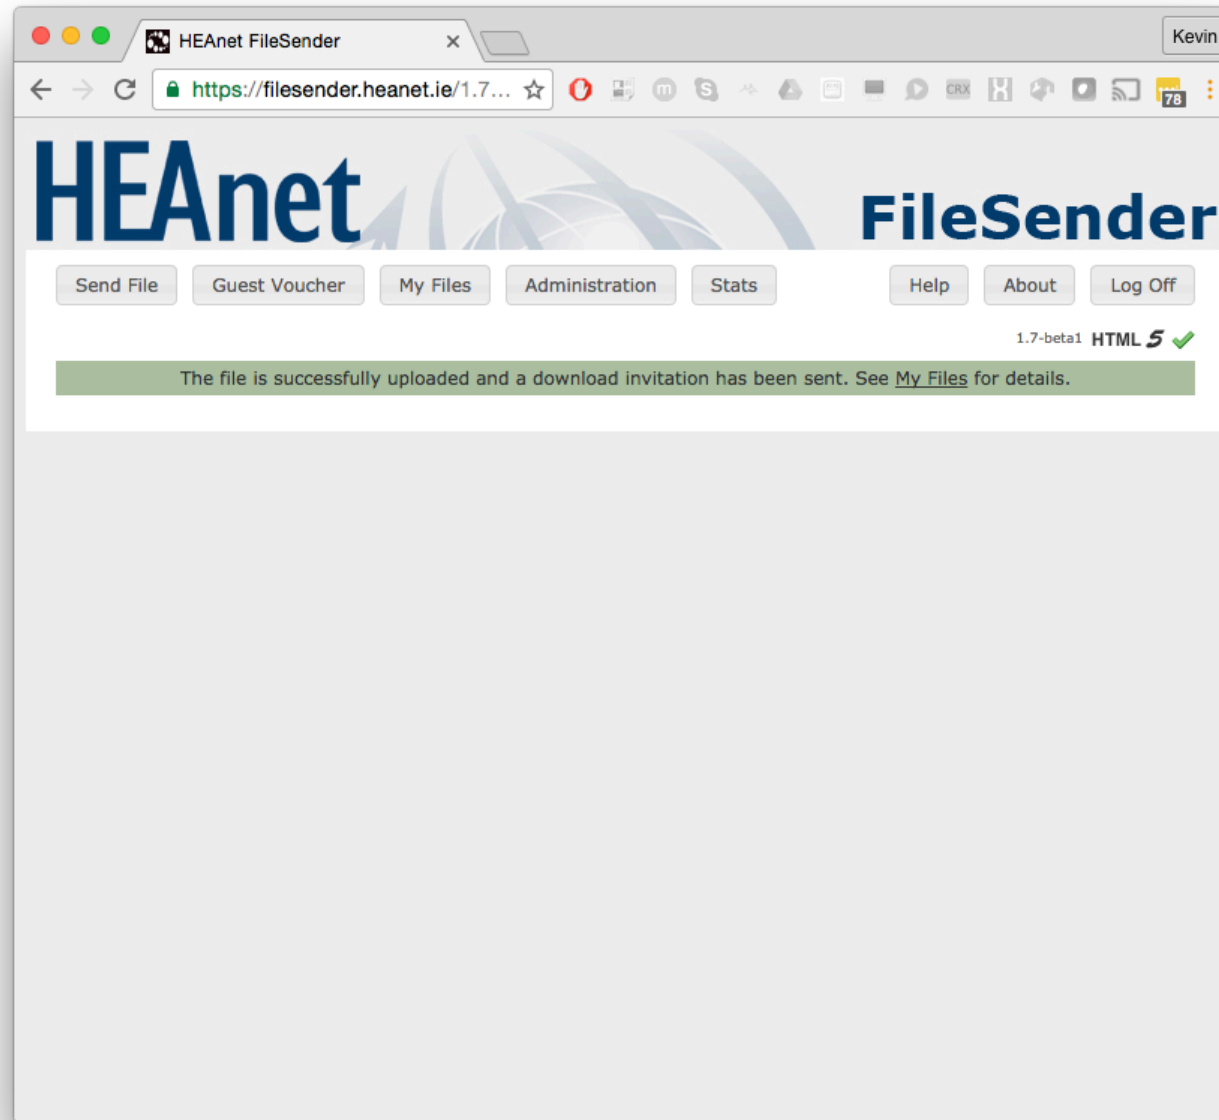 HEAnet FileSender
Kevin
https://filesender.heanet.ie/1.7...
CRX
78
HEAnet
FileSender
Send File Guest Voucher My Files Administration Stats Help About Log Off
1.7-beta1 HTML 5
The file is successfully uploaded and a download invitation has been sent. See My Files for details.